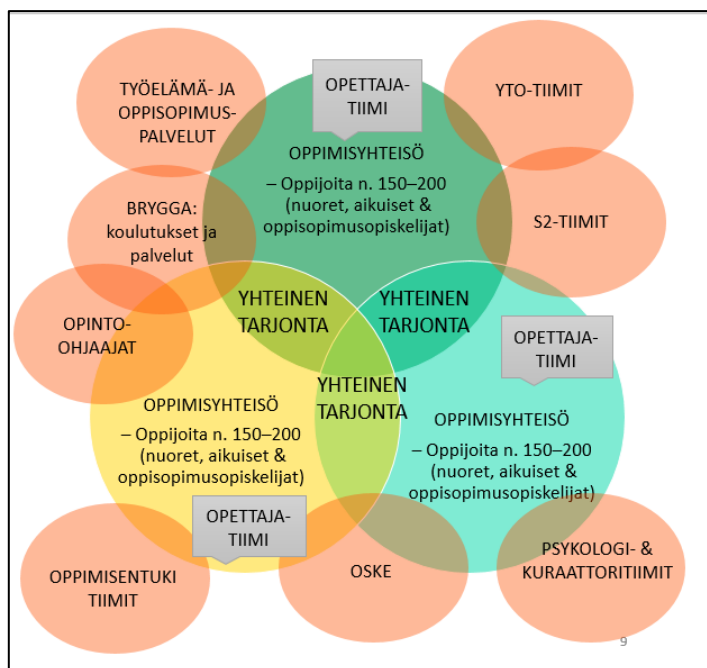 TYÖELÄMÄ- JA
OPPISOPIMUS-
PALVELUT
OPETTAJA-
TIIMI
YTO-TIIMIT
OPPIMISYHTEISÖ
– Oppijoita n. 150–200
(nuoret, aikuiset &
oppisopimusopiskelijat)
BRYGGA:
koulutukset ja
palvelut
S2-TIIMIT
OPINTO-
OHJAAJAT
YHTEINEN
TARJONTA
YHTEINEN
TARJONTA
OPETTAJA-
TIIMI
YHTEINEN
TARJONTA
OPPIMISYHTEISÖ
– Oppijoita n. 150–200
(nuoret, aikuiset &
oppisopimusopiskelijat)
OPPIMISYHTEISÖ
– Oppijoita n. 150–200
(nuoret, aikuiset &
oppisopimusopiskelijat)
OPETTAJA-
TIIMI
OPPIMISENTUKI
TIIMIT
OSKE
PSYKOLOGI- &
KURAATTORITIIMIT
9